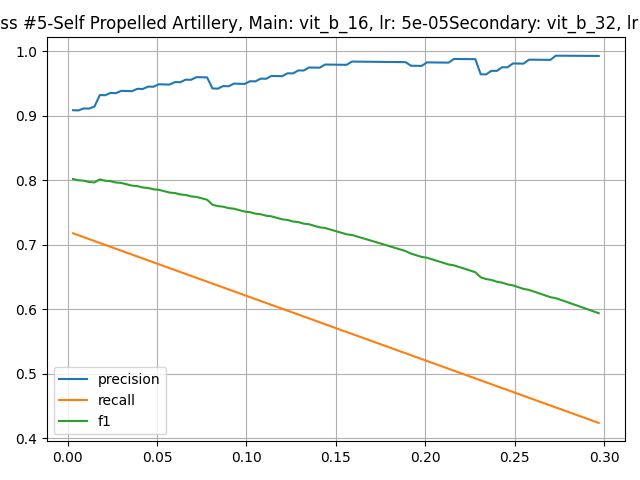 ss #5-Self Propelled Artillery, Main: vit_b_16, lr: 5e-05Secondary: vit_b_32, lr
1.0
0.9
0.8
0.7
0.6
0.5
0.4
precision
recall
f1
0.00 0.05 0.10 0.15 0.20 0.25 0.30